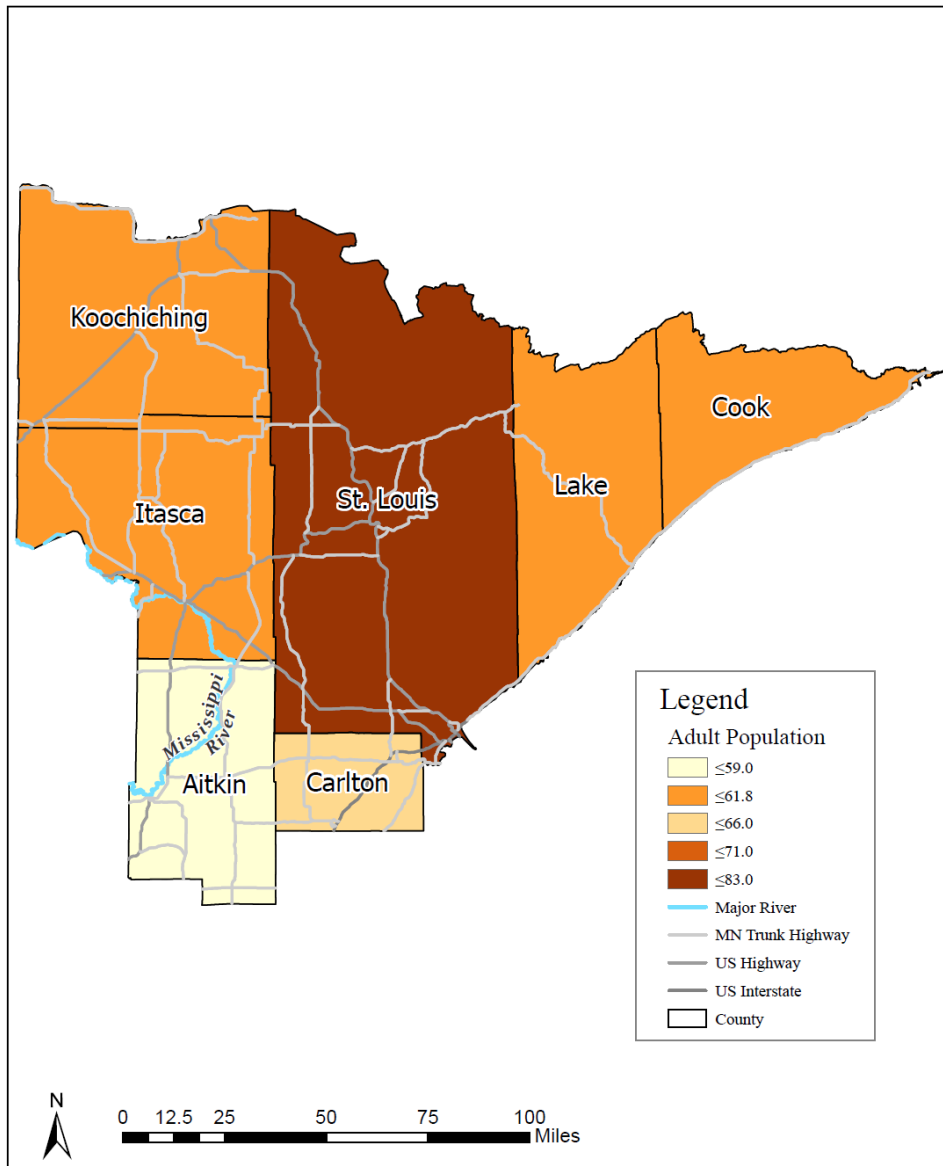 Koochiching
Cook
Lake
St. Louis
Itasca
Mississippi
River
Aitkin
Carlton
Legend
Adult Population
≤59.0
≤61.8
≤66.0
≤71.0
≤83.0
Major River
MN Trunk Highway
US Highway
US Interstate
County
N
0 12.5 25 50 75 100
Miles